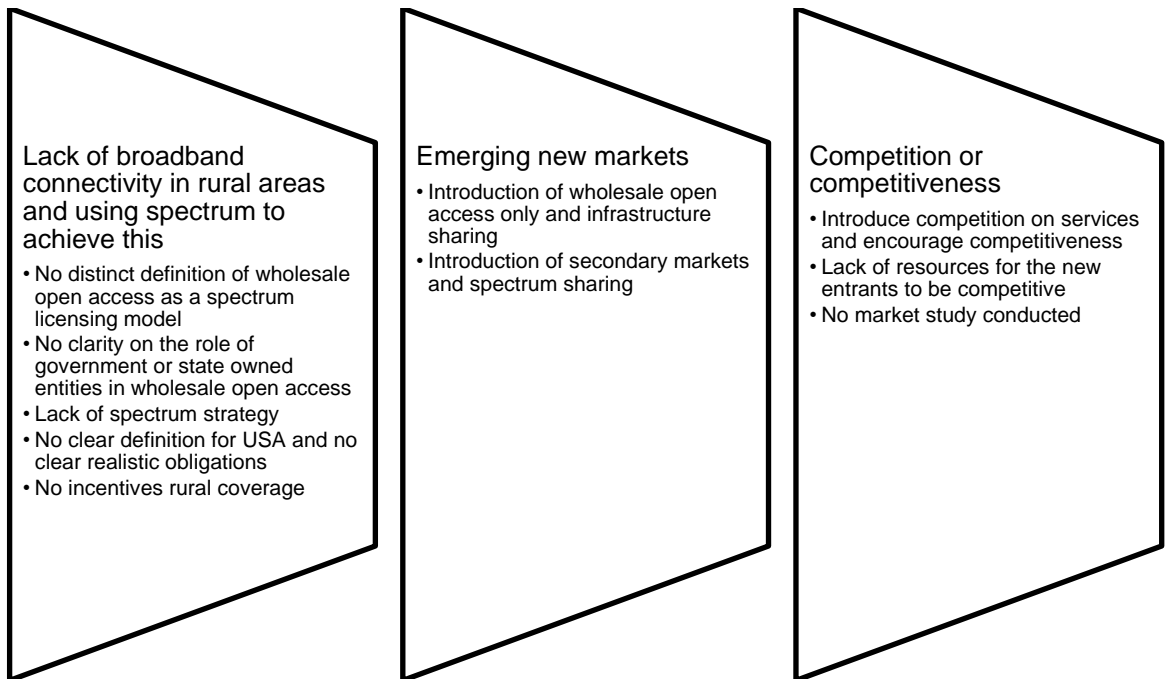 Lack of broadband
connectivity in rural areas
and using spectrum to
achieve this
• No distinct definition of wholesale
open access as a spectrum
licensing model
• No clarity on the role of
government or state owned
entities in wholesale open access
• Lack of spectrum strategy
• No clear definition for USA and no
clear realistic obligations
• No incentives rural coverage
Emerging new markets
• Introduction of wholesale open
access only and infrastructure
sharing
• Introduction of secondary markets
and spectrum sharing
Competition or
competitiveness
• Introduce competition on services
and encourage competitiveness
• Lack of resources for the new
entrants to be competitive
• No market study conducted